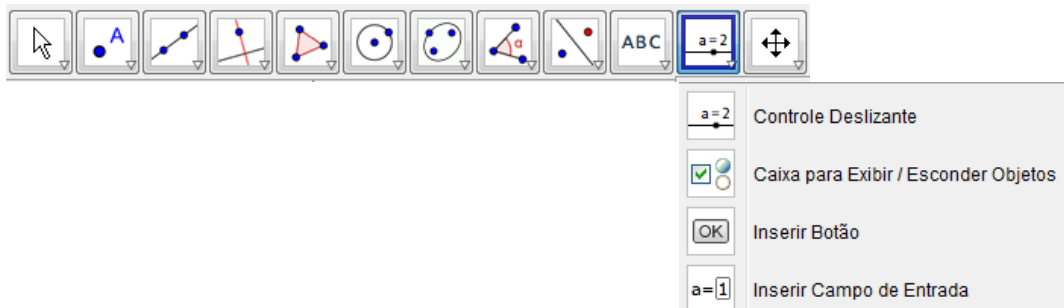 A
α
ABC
a=2
a=2
Controle Deslizante
Caixa para Exibir / Esconder Objetos
OK
Inserir Botão
a=1
Inserir Campo de Entrada